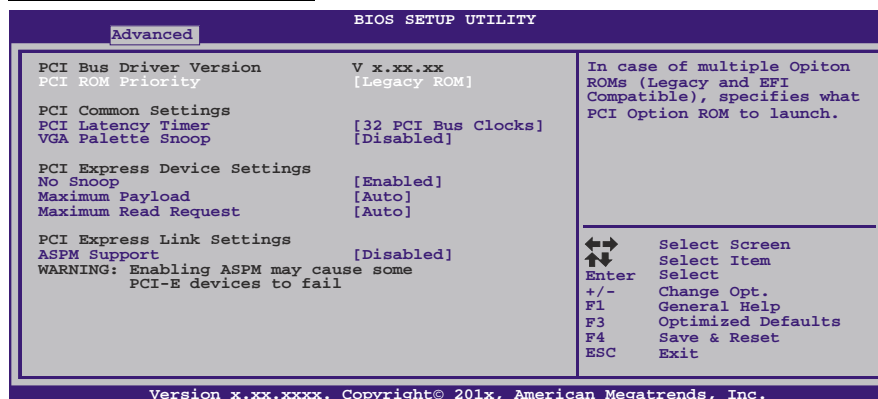 BIOS SETUP UTILITY
Advanced
PCI Bus Driver Version V x.xx.xx
PCI ROM Priority [Legacy ROM]
PCI Common Settings
PCI Latency Timer [32 PCI Bus Clocks]
VGA Palette Snoop [Disabled]
PCI Express Device Settings
No Snoop [Enabled]
Maximum Payload [Auto]
Maximum Read Request [Auto]
PCI Express Link Settings
ASPM Support [Disabled]
WARNING: Enabling ASPM may cause some
PCI-E devices to fail
In case of multiple Opiton
ROMs (Legacy and EFI
Compatible), specifies what
PCI Option ROM to launch.
Select Screen
Select Item
Enter Select
+/- Change Opt.
F1 General Help
F3 Optimized Defaults
F4 Save & Reset
ESC Exit
Version x.xx.xxxx. Copyright© 201x, American Megatrends, Inc.